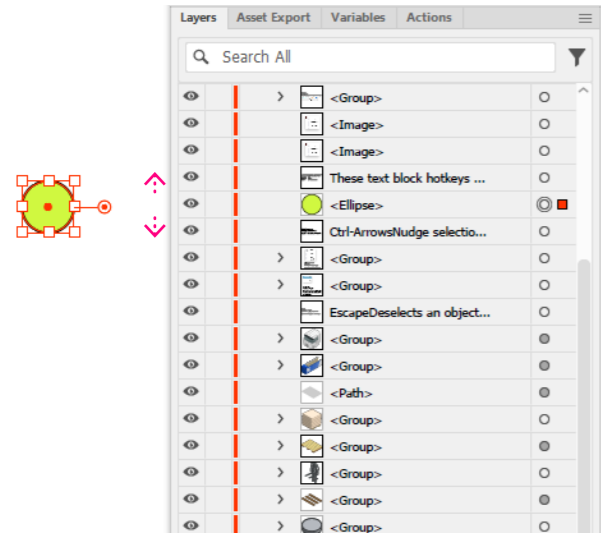 Layers Asset Export Variables Actions
Search All
<Group>
<Image>
<Image>
These text block hotkeys ...
<Ellipse>
Ctrl-ArrowsNudge selectio...
<Group>
<Group>
EscapeDeselects an object...
<Group>
<Group>
<Path>
<Group>
<Group>
<Group>
<Group>
<Group>